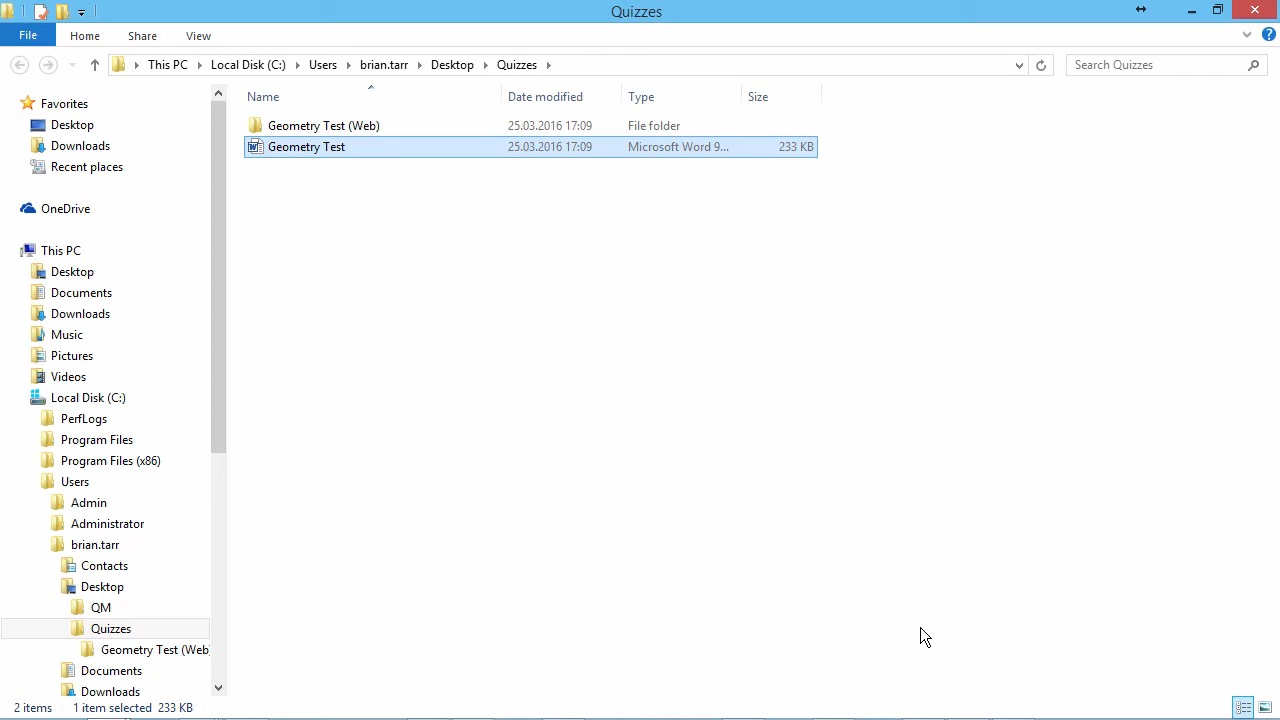 Quizzes
File Home Share View
This PC Local Disk (C:) Users brian.tarr Desktop Quizzes
Search Quizzes
Name Date modified Type Size
Geometry Test (Web) 25.03.2016 17:09 File folder
Geometry Test 25.03.2016 17:09 Microsoft Word 9... 233 KB
Favorites
Desktop
Downloads
Recent places
OneDrive
This PC
Desktop
Documents
Downloads
Music
Pictures
Videos
Local Disk (C:)
PerfLogs
Program Files
Program Files (x86)
Users
Admin
Administrator
brian.tarr
Contacts
Desktop
QM
Quizzes
Geometry Test (Web)
Documents
Downloads
2 items 1 item selected 233 KB